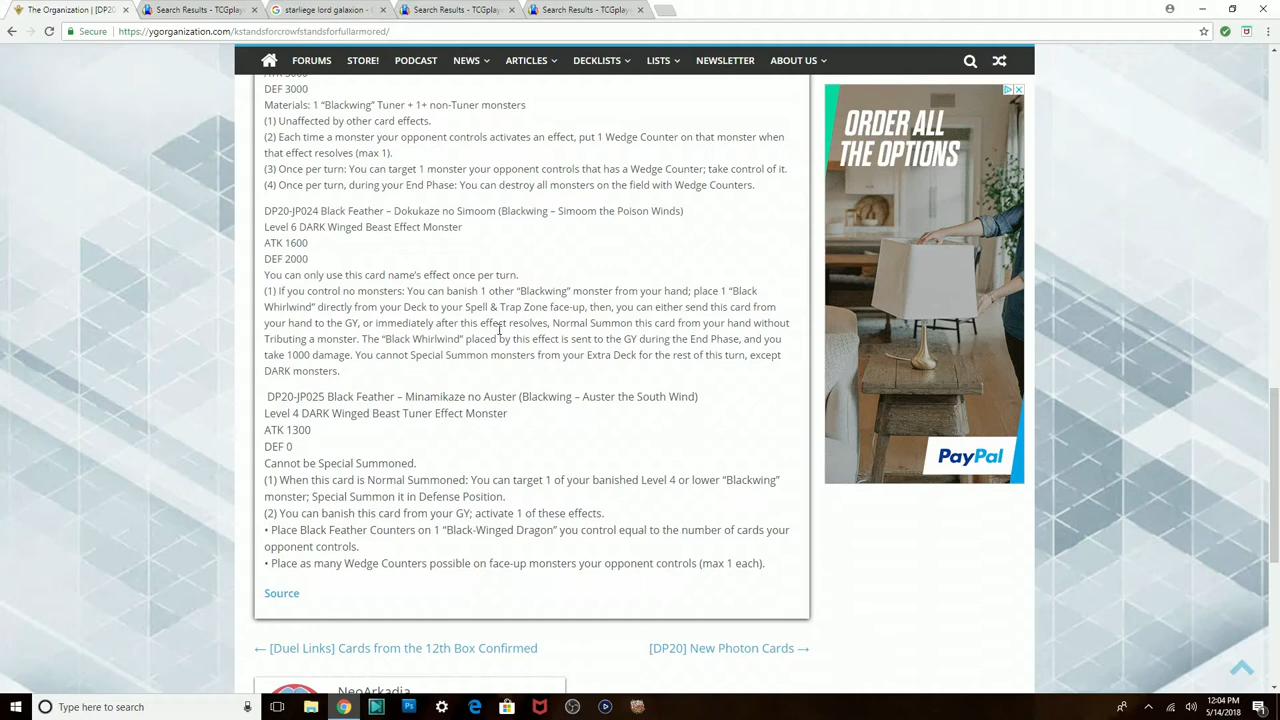 The Organization | [DP20
Search Results - TCGplay
starliege lord galaxion -
Search Results - TCGplay
Search Results - TCGplay
Secure
https://ygorganization.com/kstandsforcrowfstandsforfullarmored/
FORUMS STORE! PODCAST NEWS ARTICLES DECKLISTS LISTS NEWSLETTER ABOUT US
ATK 3000
DEF 3000
Materials: 1 “Blackwing” Tuner + 1+ non-Tuner monsters
(1) Unaffected by other card effects.
(2) Each time a monster your opponent controls activates an effect, put 1 Wedge Counter on that monster when
that effect resolves (max 1).
(3) Once per turn: You can target 1 monster your opponent controls that has a Wedge Counter; take control of it.
(4) Once per turn, during your End Phase: You can destroy all monsters on the field with Wedge Counters.
DP20-JP024 Black Feather – Dokukaze no Simoom (Blackwing – Simoom the Poison Winds)
Level 6 DARK Winged Beast Effect Monster
ATK 1600
DEF 2000
You can only use this card name’s effect once per turn.
(1) If you control no monsters: You can banish 1 other “Blackwing” monster from your hand; place 1 “Black
Whirlwind” directly from your Deck to your Spell & Trap Zone face-up, then, you can either send this card from
your hand to the GY, or immediately after this effect resolves, Normal Summon this card from your hand without
Tributing a monster. The “Black Whirlwind” placed by this effect is sent to the GY during the End Phase, and you
take 1000 damage. You cannot Special Summon monsters from your Extra Deck for the rest of this turn, except
DARK monsters.
DP20-JP025 Black Feather – Minamikaze no Auster (Blackwing – Auster the South Wind)
Level 4 DARK Winged Beast Tuner Effect Monster
ATK 1300
DEF 0
Cannot be Special Summoned.
(1) When this card is Normal Summoned: You can target 1 of your banished Level 4 or lower “Blackwing”
monster; Special Summon it in Defense Position.
(2) You can banish this card from your GY; activate 1 of these effects.
• Place Black Feather Counters on 1 “Black-Winged Dragon” you control equal to the number of cards your
opponent controls.
• Place as many Wedge Counters possible on face-up monsters your opponent controls (max 1 each).
Source
← [Duel Links] Cards from the 12th Box Confirmed
[DP20] New Photon Cards →
NeoArkadia
ORDER ALL
THE OPTIONS
PayPal
Type here to search
12:04 PM
5/14/2018